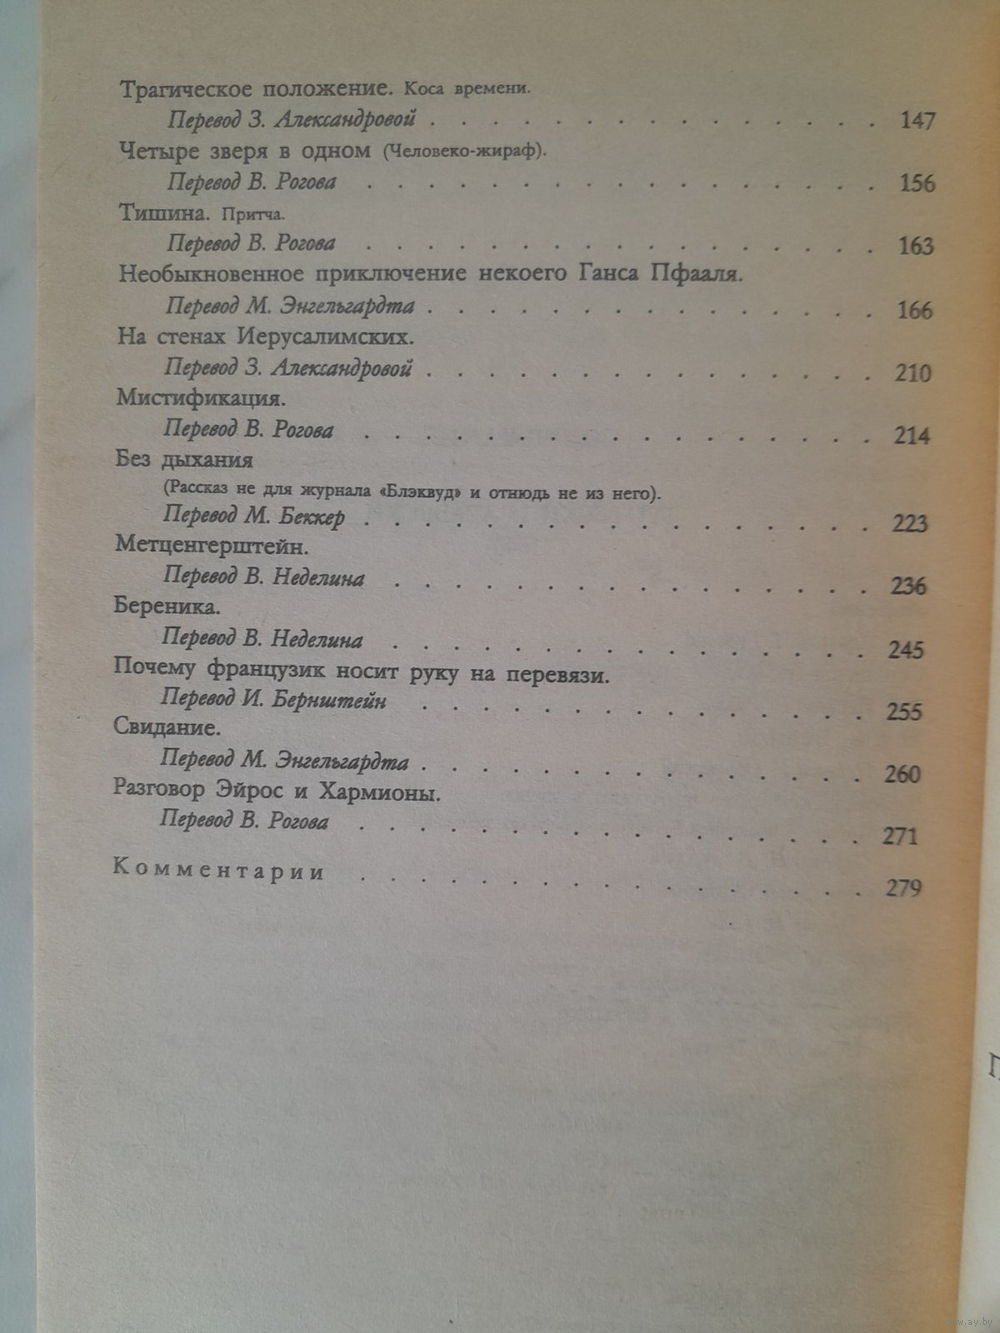 Трагическое положение. Коса времени.
Перевод З. Александровой . . . . . . . . . . . . . . . 147
Четыре зверя в одном (Человеко-жираф).
Перевод В. Рогова . . . . . . . . . . . . . . . . . 156
Тишина. Притча.
Перевод В. Рогова . . . . . . . . . . . . . . . . . 163
Необыкновенное приключение некоего Ганса Пфааля.
Перевод М. Энгельгардта . . . . . . . . . . . . . . . 166
На стенах Иерусалимских.
Перевод З. Александровой . . . . . . . . . . . . . . . 210
Мистификация.
Перевод В. Рогова . . . . . . . . . . . . . . . . . 214
Без дыхания
(Рассказ не для журнала «Блэквуд» и отнюдь не из него).
Перевод М. Беккер . . . . . . . . . . . . . . . . . 223
Метценгерштейн.
Перевод В. Неделина . . . . . . . . . . . . . . . . 236
Береника.
Перевод В. Неделина . . . . . . . . . . . . . . . . 245
Почему французик носит руку на перевязи.
Перевод И. Бернштейн . . . . . . . . . . . . . . . 255
Свидание.
Перевод М. Энгельгардта . . . . . . . . . . . . . . . 260
Разговор Эйрос и Хармионы.
Перевод В. Рогова . . . . . . . . . . . . . . . . . 271
Комментарии . . . . . . . . . . . . . . . . . 279
www.ay.by